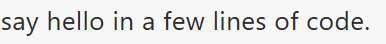 say hello in a few lines of code.